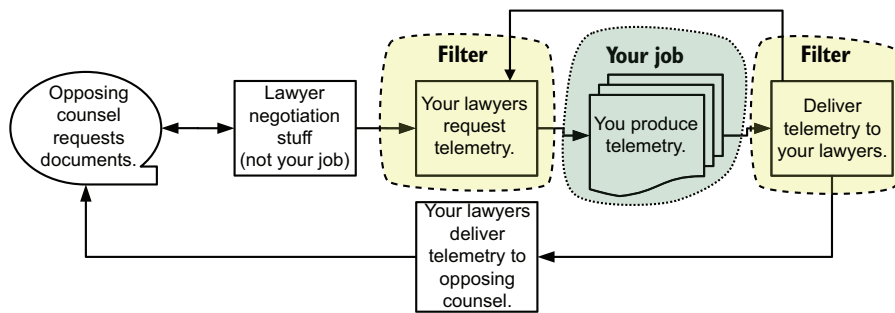 Filter
Your job
Filter
Opposing
counsel
requests
documents.
Lawyer
negotiation
stuff
(not your job)
Your lawyers
request
telemetry.
You produce
telemetry.
Deliver
telemetry to
your lawyers.
Your lawyers
deliver
telemetry to
opposing
counsel.